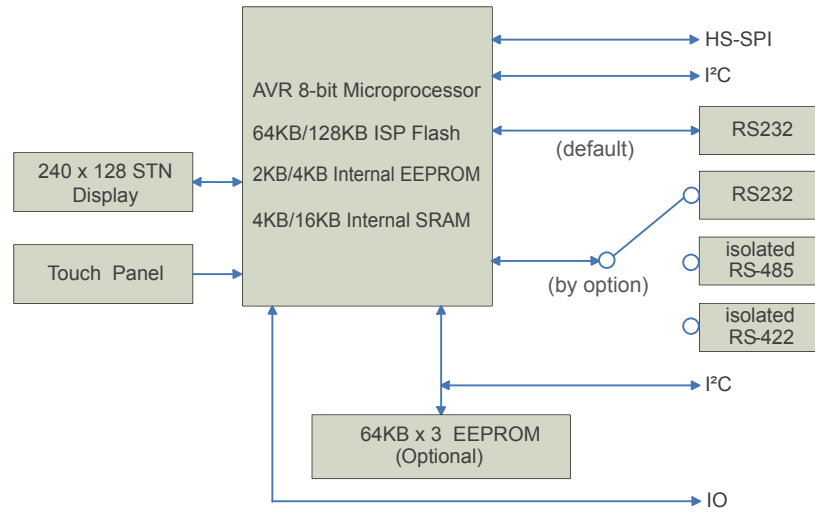 AVR 8-bit Microprocessor
64KB/128KB ISP Flash
2KB/4KB Internal EEPROM
4KB/16KB Internal SRAM
240 x 128 STN
Display
Touch Panel
HS-SPI
I²C
(default)
RS232
RS232
(by option)
isolated
RS-485
isolated
RS-422
I²C
64KB x 3 EEPROM
(Optional)
IO